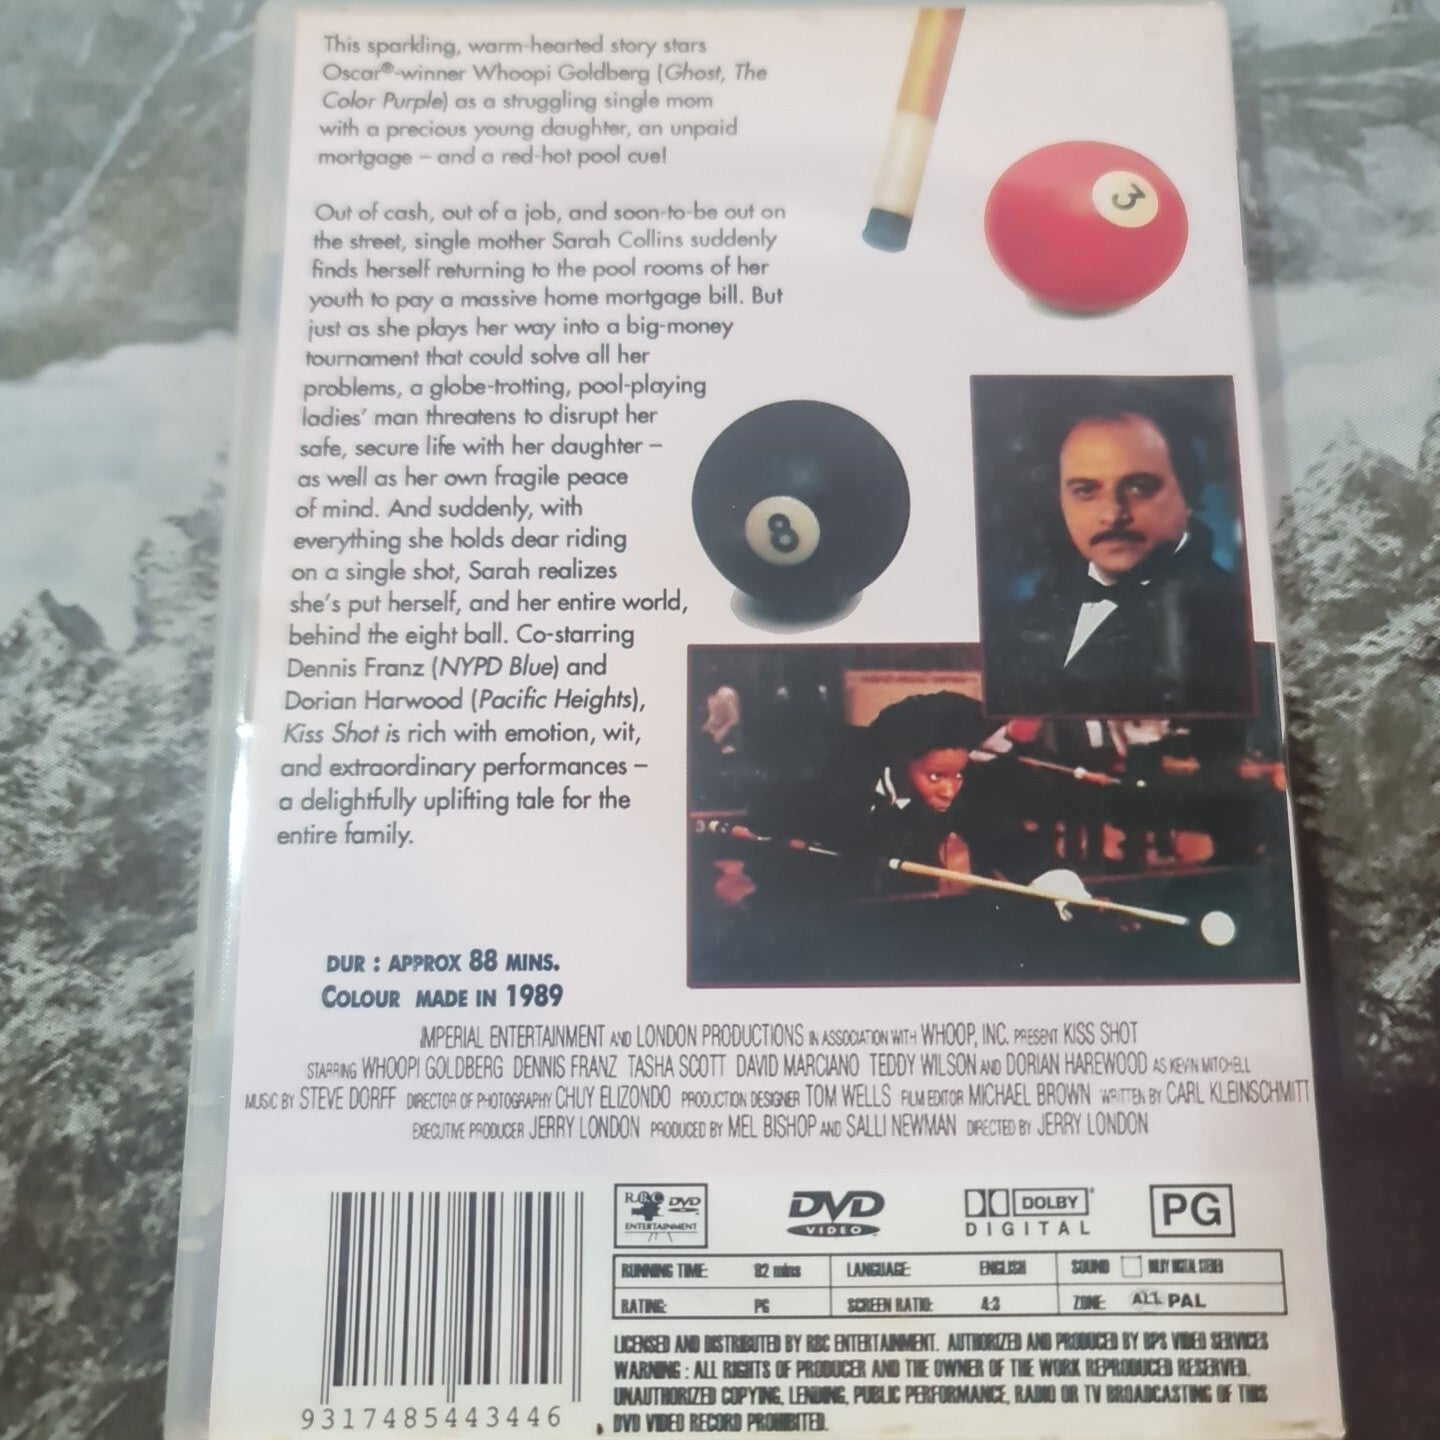 This sparkling, warm-hearted story stars
Oscar®-winner Whoopi Goldberg (Ghost, The
Color Purple) as a struggling single mom
with a precious young daughter, an unpaid
mortgage – and a red-hot pool cue!
Out of cash, out of a job, and soon-to-be out on
the street, single mother Sarah Collins suddenly
finds herself returning to the pool rooms of her
youth to pay a massive home mortgage bill. But
just as she plays her way into a big-money
tournament that could solve all her
problems, a globe-trotting, pool-playing
ladies' man threatens to disrupt her
safe, secure life with her daughter –
as well as her own fragile peace
of mind. And suddenly, with
everything she holds dear riding
on a single shot, Sarah realizes
she's put herself, and her entire world,
behind the eight ball. Co-starring
Dennis Franz (NYPD Blue) and
Dorian Harwood (Pacific Heights),
Kiss Shot is rich with emotion, wit,
and extraordinary performances –
a delightfully uplifting tale for the
entire family.
3
8
DUR : APPROX 88 MINS.
COLOUR MADE IN 1989
IMPERIAL ENTERTAINMENT AND LONDON PRODUCTIONS IN ASSOCIATION WITH WHOOP, INC. PRESENT KISS SHOT
STARRING WHOOPI GOLDBERG DENNIS FRANZ TASHA SCOTT DAVID MARCIANO TEDDY WILSON AND DORIAN HAREWOOD AS KEVIN MITCHELL
MUSIC BY STEVE DORFF DIRECTOR OF PHOTOGRAPHY CHUY ELIZONDO PRODUCTION DESIGNER TOM WELLS FILM EDITOR MICHAEL BROWN WRITTEN BY CARL KLEINSCHMITT
EXECUTIVE PRODUCER JERRY LONDON PRODUCED BY MEL BISHOP AND SALLI NEWMAN DIRECTED BY JERRY LONDON
R.B.C DVD
ENTERTAINMENT
DVD
VIDEO
DOLBY
DIGITAL
PG
RUNNING TIME: 82 mins LANGUAGE: ENGLISH SOUND DOLBY DIGITAL STEREO
RATING: PG SCREEN RATIO: 4:3 ZONE: ALL PAL
LICENSED AND DISTRIBUTED BY RBC ENTERTAINMENT. AUTHORIZED AND PRODUCED BY DPS VIDEO SERVICES
WARNING : ALL RIGHTS OF PRODUCER AND THE OWNER OF THE WORK REPRODUCED RESERVED.
UNAUTHORIZED COPYING, LENDING, PUBLIC PERFORMANCE, RADIO OR TV BROADCASTING OF THIS
DVD VIDEO RECORD PROHIBITED.
9317485443446